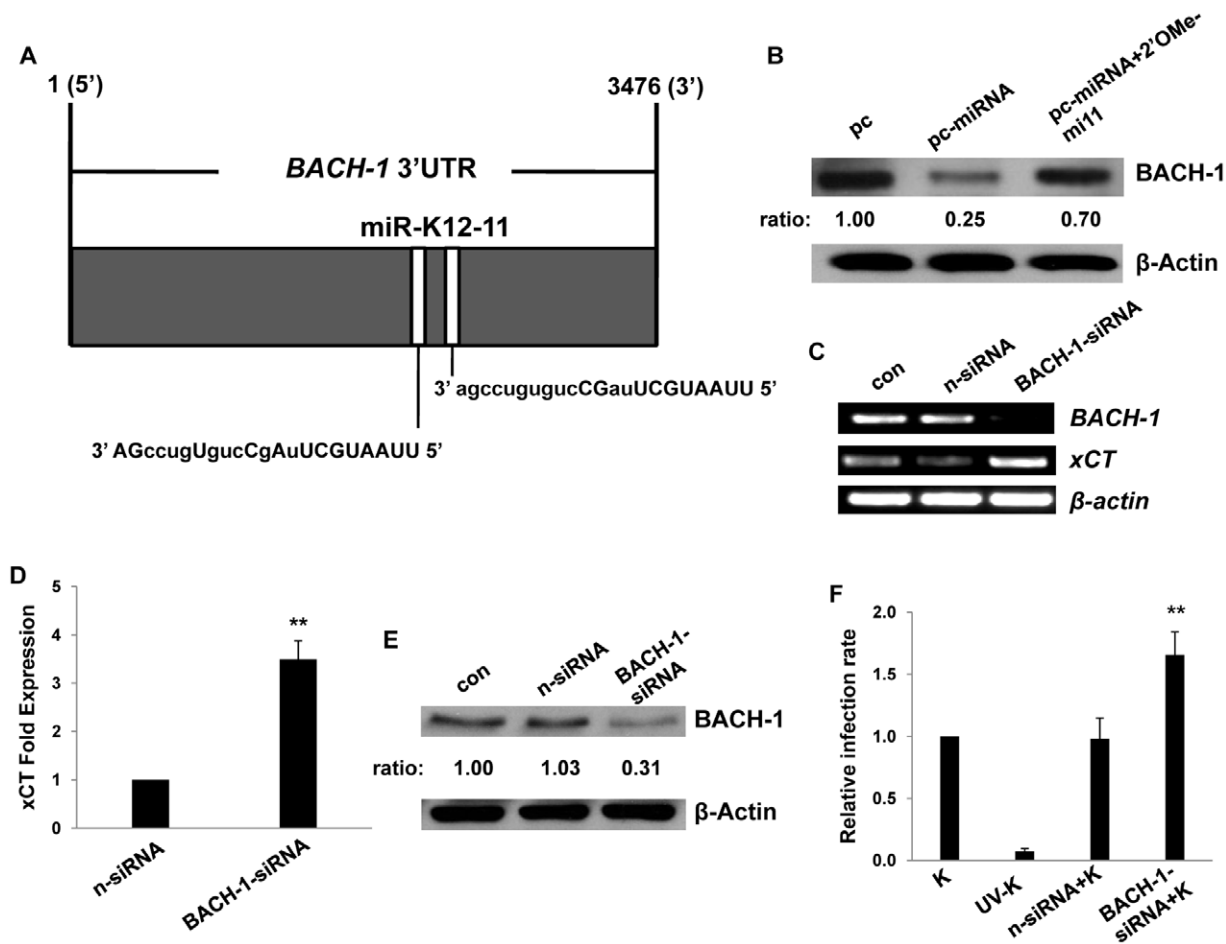 A
1 (5’)
3476 (3’)
BACH-1 3’UTR
miR-K12-11
3’ agccugugucCGauUCGUAAUU 5’
3’ AGccugUgucCgAuUCGUAAUU 5’
B
pc
pc-miRNA
pc-miRNA+2’OMe-
mi11
BACH-1
ratio: 1.00 0.25 0.70
β-Actin
C
con
n-siRNA
BACH-1-siRNA
BACH-1
xCT
β-actin
D
xCT Fold Expression
5
4
3
2
1
0
**
n-siRNA
BACH-1-siRNA
E
con
n-siRNA
BACH-1-
siRNA
BACH-1
ratio: 1.00 1.03 0.31
β-Actin
F
Relative infection rate
2.0
1.5
1.0
0.5
0.0
**
K
UV-K
n-siRNA+K
BACH-1-
siRNA+K